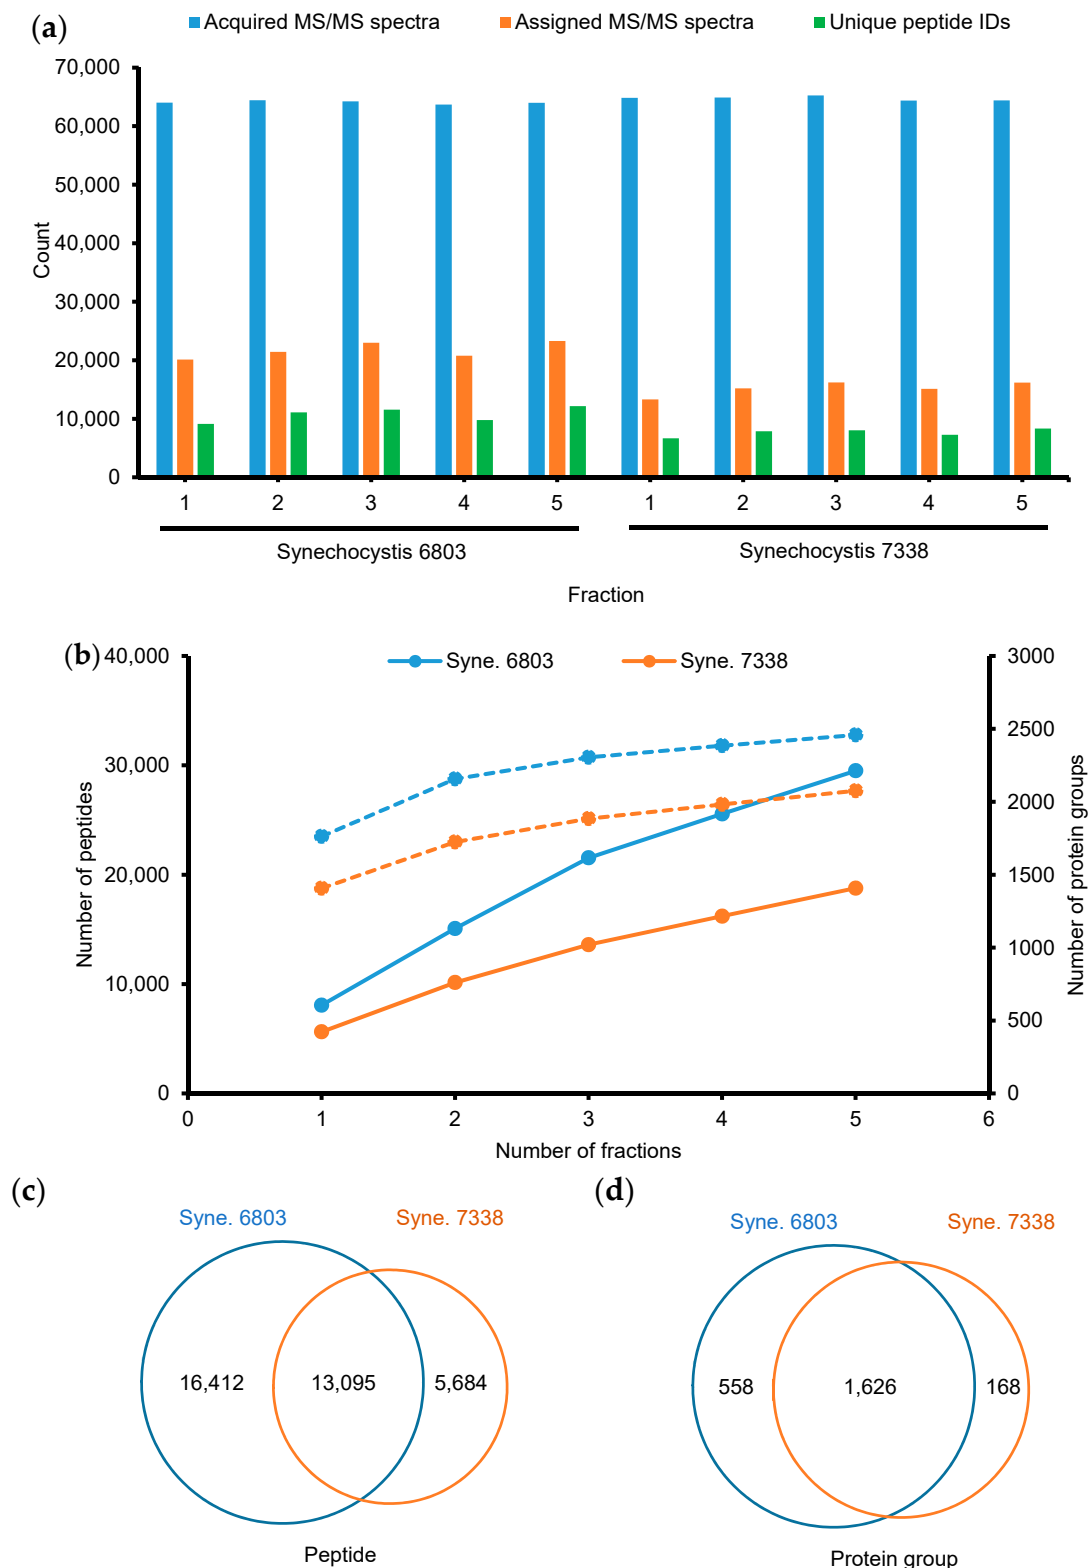 (a)
Acquired MS/MS spectra Assigned MS/MS spectra Unique peptide IDs
70,000
60,000
50,000
40,000
30,000
20,000
10,000
0
Count
1 2 3 4 5 1 2 3 4 5
Synechocystis 6803 Synechocystis 7338
Fraction
(b)
Syne. 6803 Syne. 7338
40,000
30,000
20,000
10,000
0
Number of peptides
3000
2500
2000
1500
1000
500
0
Number of protein groups
0 1 2 3 4 5 6
Number of fractions
(c)
Syne. 6803 Syne. 7338
16,412 13,095 5,684
Peptide
(d)
Syne. 6803 Syne. 7338
558 1,626 168
Protein group